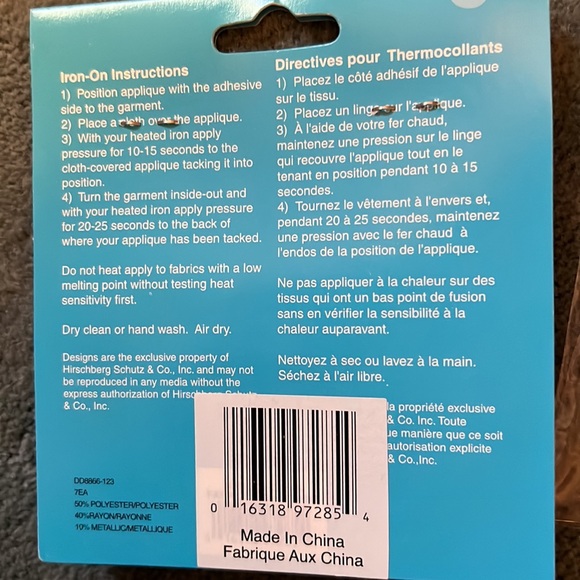 Iron-On Instructions
1) Position applique with the adhesive
side to the garment.
2) Place a cloth over the applique.
3) With your heated iron apply
pressure for 10-15 seconds to the
cloth-covered applique tacking it into
position.
4) Turn the garment inside-out and
with your heated iron apply pressure
for 20-25 seconds to the back of
where your applique has been tacked.
Do not heat apply to fabrics with a low
melting point without testing heat
sensitivity first.
Dry clean or hand wash. Air dry.
Designs are the exclusive property of
Hirschberg Schutz & Co., Inc. and may not
be reproduced in any media without the
express authorization of Hirschberg Schutz
& Co., Inc.
DD8866-123
7EA
50% POLYESTER/POLYESTER
40%RAYON/RAYONNE
10% METALLIC/METALLIQUE
Directives pour Thermocollants
1) Placez le côté adhésif de l'applique
sur le tissu.
2) Placez un linge sur l'applique.
3) À l'aide de votre fer chaud,
maintenez une pression sur le linge
qui recouvre l'applique tout en le
tenant en position pendant 10 à 15
secondes.
4) Tournez le vêtement à l'envers et,
pendant 20 à 25 secondes, maintenez
une pression avec le fer chaud à
l'endos de la position de l'applique.
Ne pas appliquer à la chaleur sur des
tissus qui ont un bas point de fusion
sans en vérifier la sensibilité à la
chaleur auparavant.
Nettoyez à sec ou lavez à la main.
Séchez à l'air libre.
la propriété exclusive
& Co. Inc. Toute
ue manière que ce soit
autorisation explicite
& Co.,Inc.
0 16318 97285 4
Made In China
Fabrique Aux China